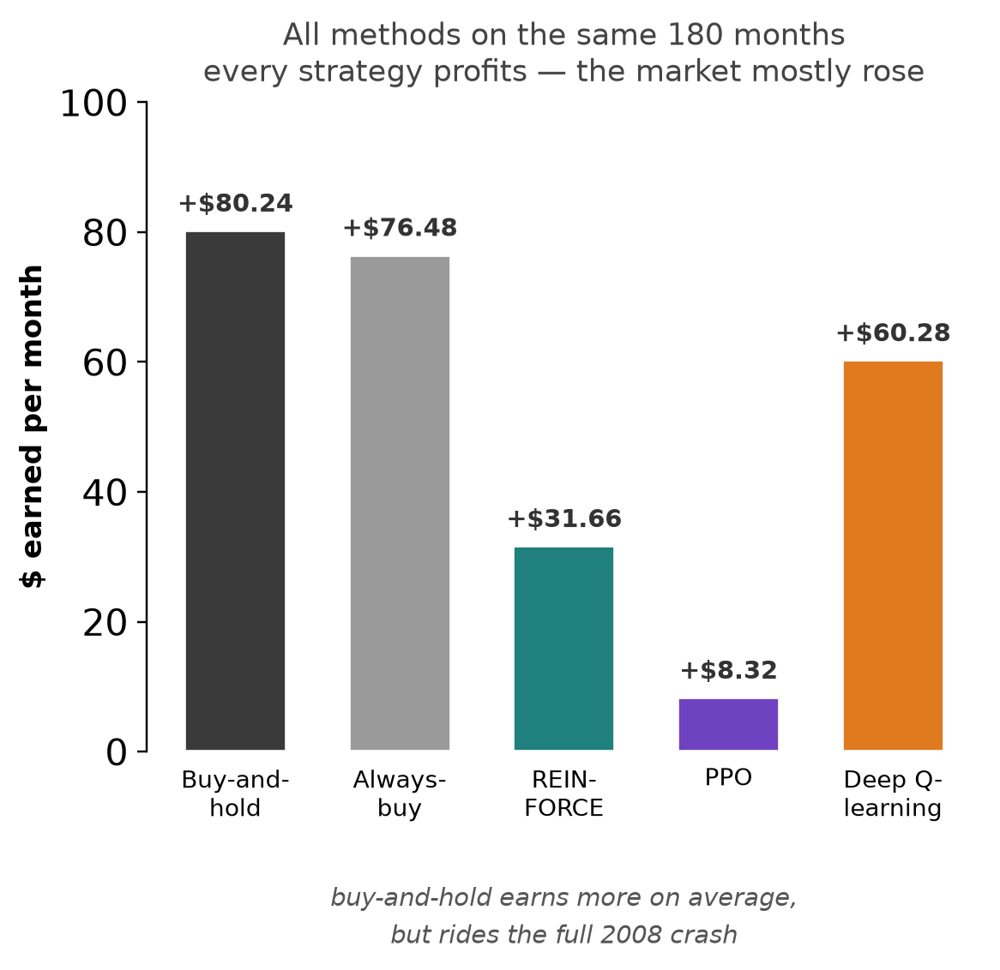 All methods on the same 180 months
every strategy profits — the market mostly rose
$ earned per month
100
80
60
40
20
0
+$80.24
+$76.48
+$31.66
+$8.32
+$60.28
Buy-and-
hold
Always-
buy
REIN-
FORCE
PPO
Deep Q-
learning
buy-and-hold earns more on average,
but rides the full 2008 crash